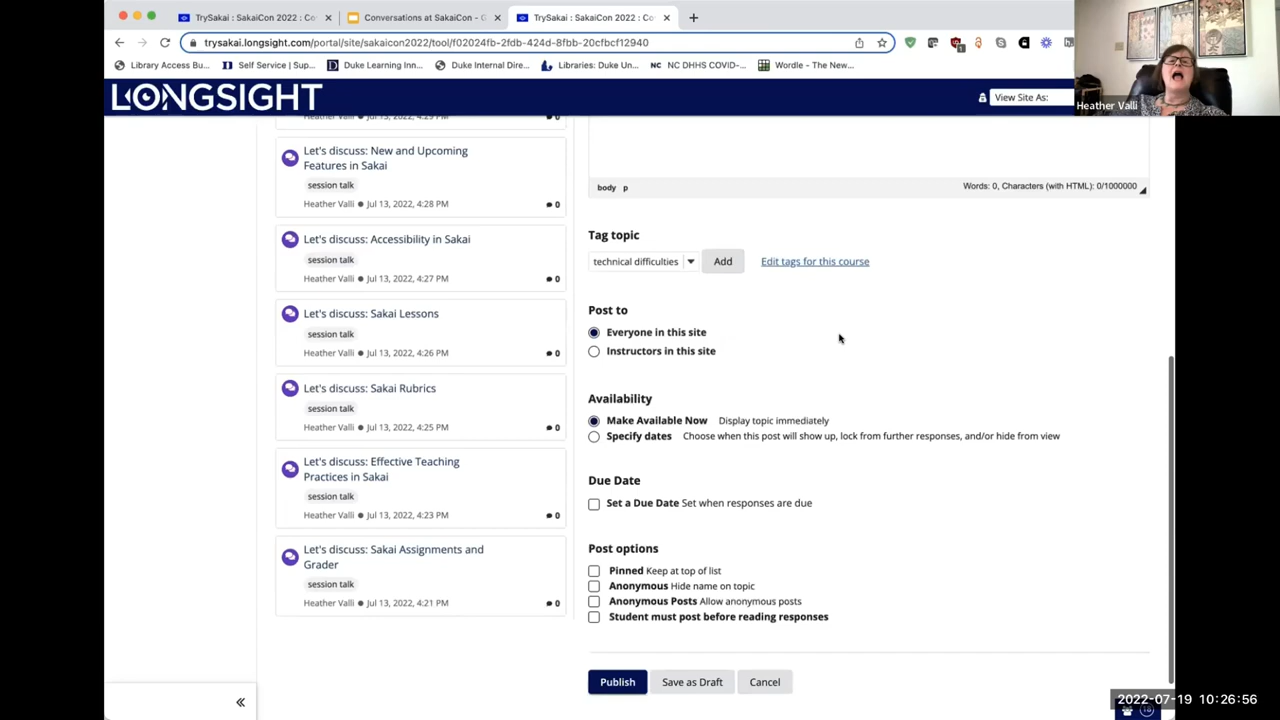 TrySakai : SakaiCon 2022 : Co
Conversations at SakaiCon - G
TrySakai : SakaiCon 2022 : Co
trysakai.longsight.com/portal/site/sakaicon2022/tool/f02024fb-2fdb-424d-8fbb-20cfbcf12940
Library Access Bu...
Self Service | Sup...
Duke Learning Inn...
Duke Internal Dire...
Libraries: Duke Un...
NC DHHS COVID-...
Wordle - The New...
LONGSIGHT
View Site As:
Heather Valli
Heather Valli ● Jul 13, 2022, 4:29 PM
0
Let's discuss: New and Upcoming
Features in Sakai
session talk
Heather Valli ● Jul 13, 2022, 4:28 PM
0
Let's discuss: Accessibility in Sakai
session talk
Heather Valli ● Jul 13, 2022, 4:27 PM
0
Let's discuss: Sakai Lessons
session talk
Heather Valli ● Jul 13, 2022, 4:26 PM
0
Let's discuss: Sakai Rubrics
session talk
Heather Valli ● Jul 13, 2022, 4:25 PM
0
Let's discuss: Effective Teaching
Practices in Sakai
session talk
Heather Valli ● Jul 13, 2022, 4:23 PM
0
Let's discuss: Sakai Assignments and
Grader
session talk
Heather Valli ● Jul 13, 2022, 4:21 PM
0
body p
Words: 0, Characters (with HTML): 0/1000000
Tag topic
technical difficulties
Add
Edit tags for this course
Post to
Everyone in this site
Instructors in this site
Availability
Make Available Now Display topic immediately
Specify dates Choose when this post will show up, lock from further responses, and/or hide from view
Due Date
Set a Due Date Set when responses are due
Post options
Pinned Keep at top of list
Anonymous Hide name on topic
Anonymous Posts Allow anonymous posts
Student must post before reading responses
Publish
Save as Draft
Cancel
«
2022-07-19 10:26:56